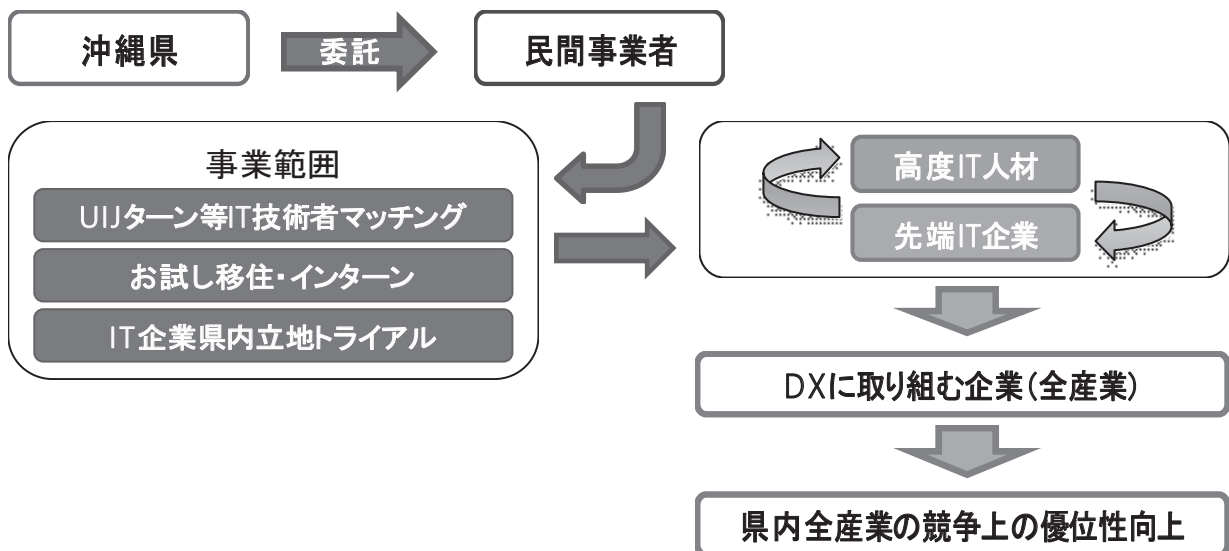 沖縄県
委託
民間事業者
事業範囲
UIJターン等IT技術者マッチング
お試し移住・インターン
IT企業県内立地トライアル
高度IT人材
先端IT企業
DXに取り組む企業（全産業）
県内全産業の競争上の優位性向上